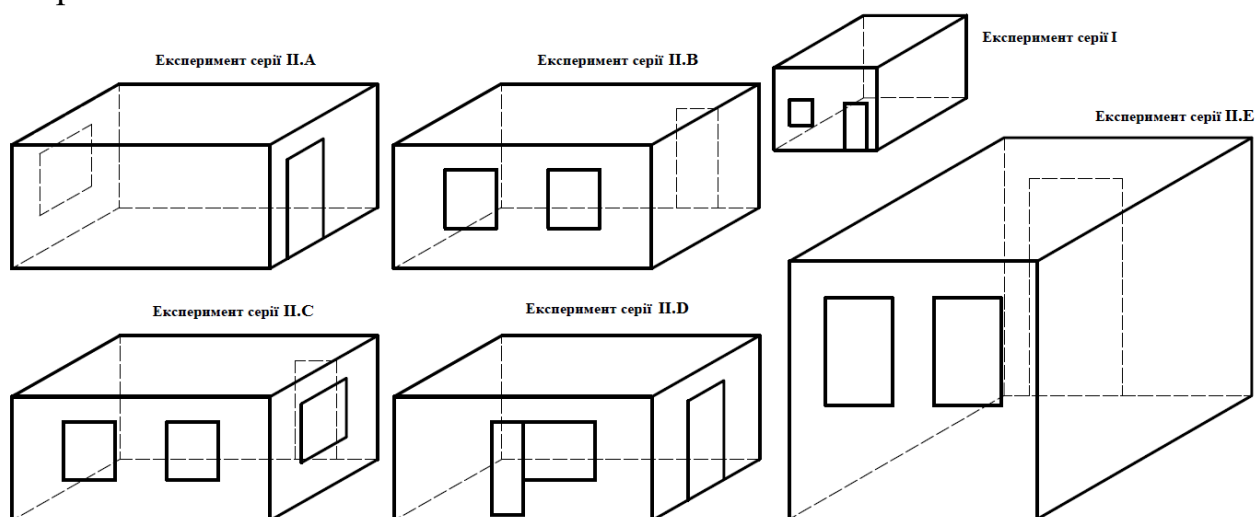 Експеримент серії II.A
Експеримент серії II.B
Експеримент серії I
Експеримент серії II.E
Експеримент серії II.C
Експеримент серії II.D